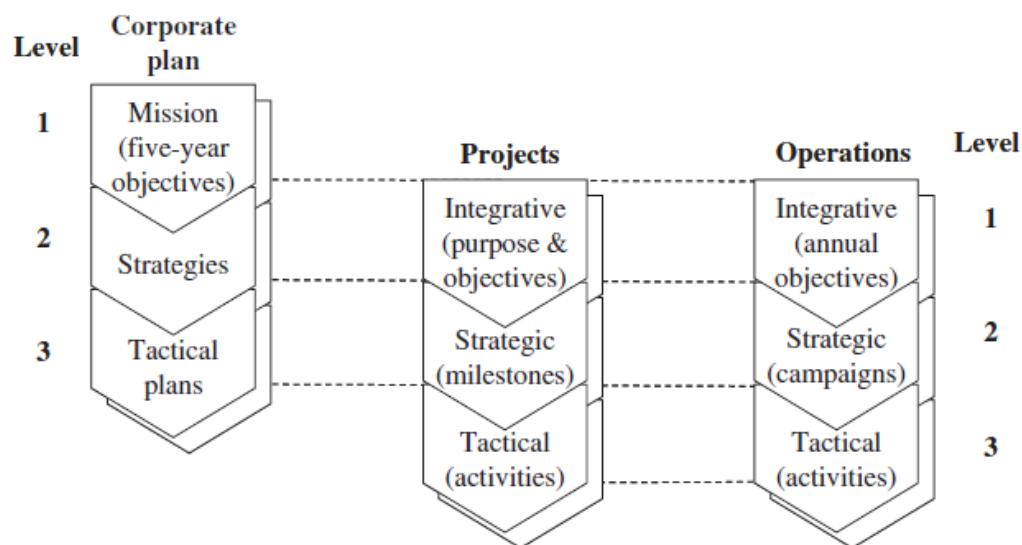 Level
Corporate
plan
1
Mission
(five-year
objectives)
2
Strategies
3
Tactical
plans
Projects
Integrative
(purpose &
objectives)
Strategic
(milestones)
Tactical
(activities)
Operations
Integrative
(annual
objectives)
Strategic
(campaigns)
Tactical
(activities)
Level
1
2
3